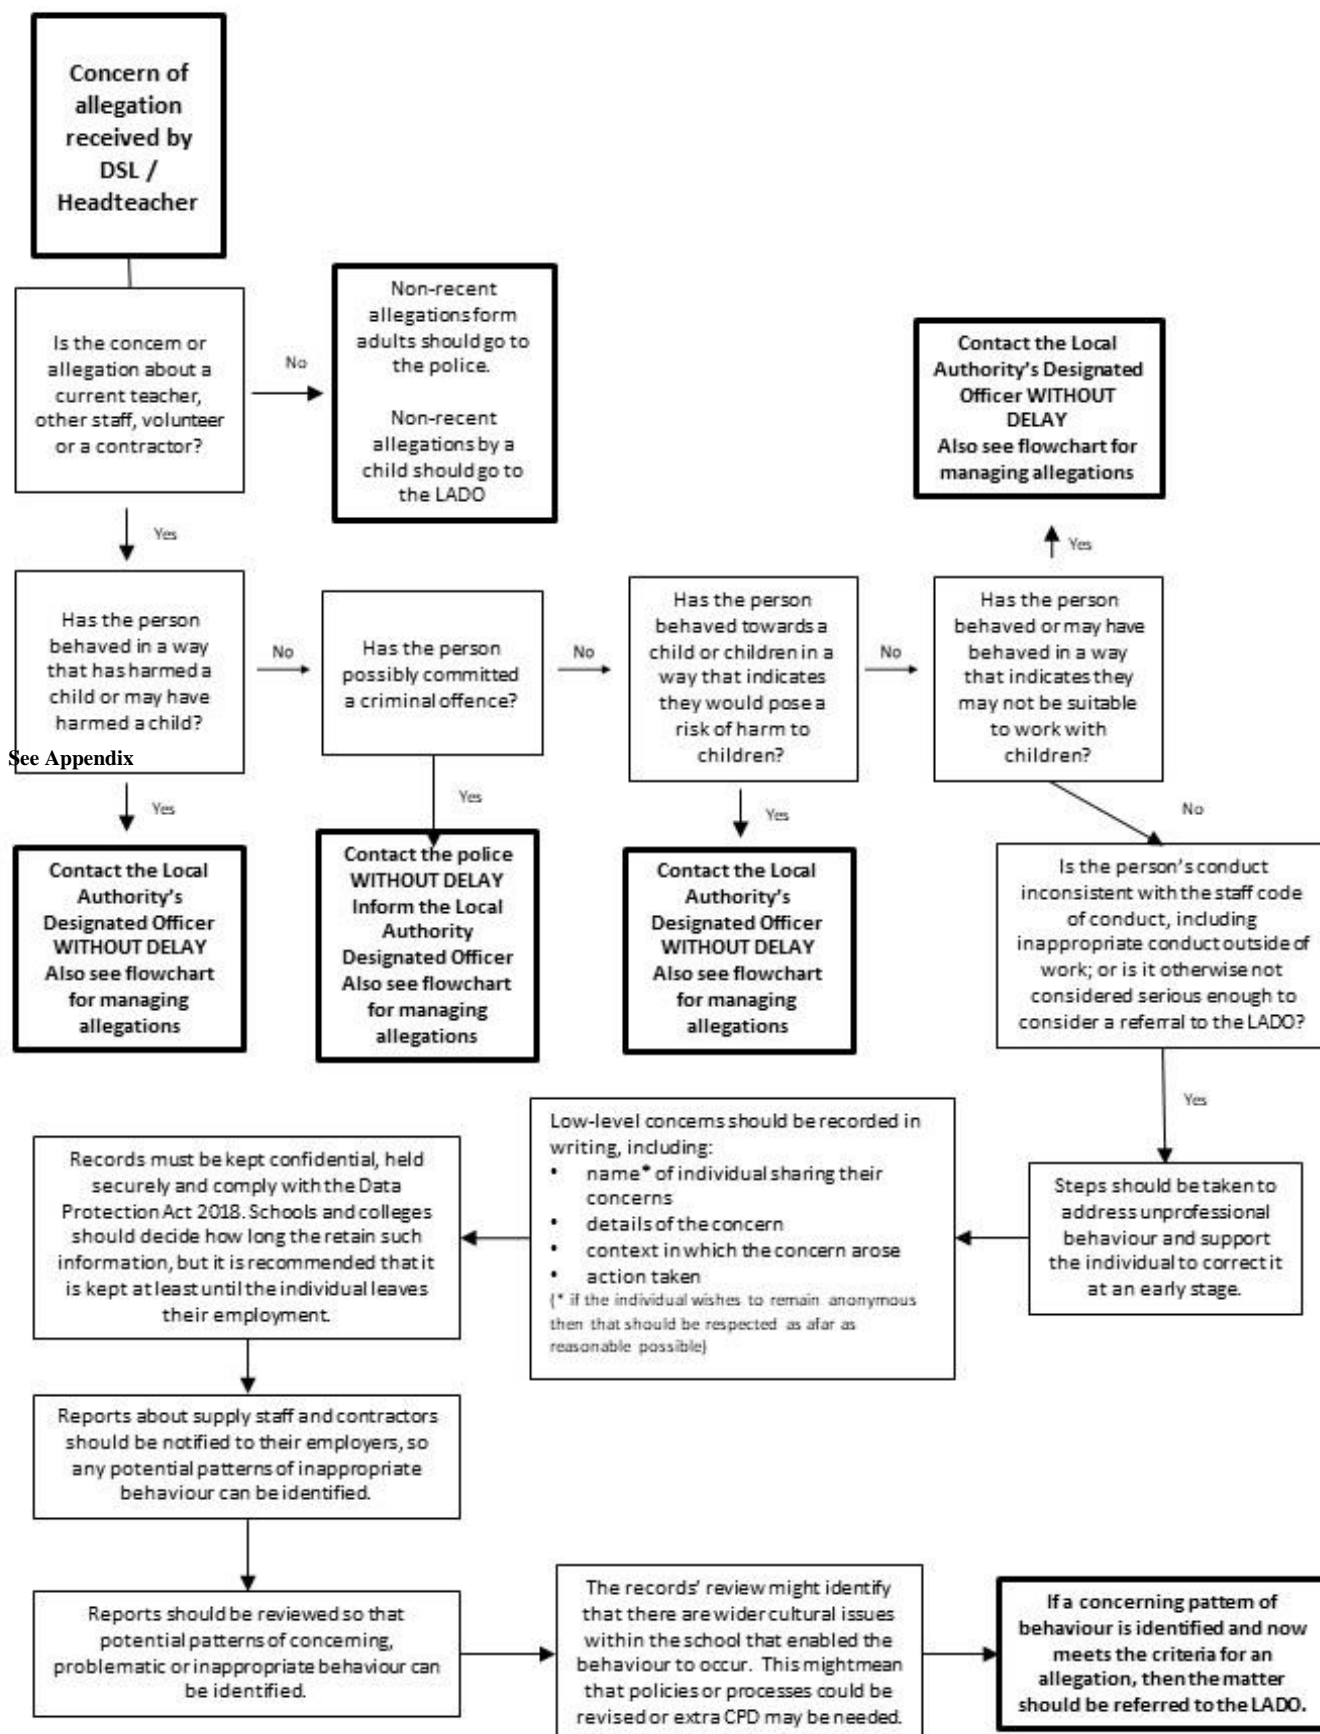 Concern of
allegation
received by
DSL /
Headteacher
Is the concern or
allegation about a
current teacher,
other staff, volunteer
or a contractor?
No
Non-recent
allegations form
adults should go to
the police.
Non-recent
allegations by a
child should go to
the LADO
Yes
Has the person
behaved in a way
that has harmed a
child or may have
harmed a child?
See Appendix
No
Has the person
possibly committed
a criminal offence?
No
Has the person
behaved towards a
child or children in a
way that indicates
they would pose a
risk of harm to
children?
No
Has the person
behaved or may have
behaved in a way
that indicates they
may not be suitable
to work with
children?
Yes
Contact the Local
Authority's Designated
Officer WITHOUT
DELAY
Also see flowchart for
managing allegations
Yes
Contact the Local
Authority's
Designated Officer
WITHOUT DELAY
Also see flowchart
for managing
allegations
Yes
Contact the police
WITHOUT DELAY
Inform the Local
Authority
Designated Officer
Also see flowchart
for managing
allegations
Yes
Contact the Local
Authority's
Designated Officer
WITHOUT DELAY
Also see flowchart
for managing
allegations
No
Is the person's conduct
inconsistent with the staff code
of conduct, including
inappropriate conduct outside of
work; or is it otherwise not
considered serious enough to
consider a referral to the LADO?
Yes
Steps should be taken to
address unprofessional
behaviour and support
the individual to correct it
at an early stage.
Low-level concerns should be recorded in
writing, including:
• name* of individual sharing their
concerns
• details of the concern
• context in which the concern arose
• action taken
(* if the individual wishes to remain anonymous
then that should be respected as afar as
reasonable possible)
Records must be kept confidential, held
securely and comply with the Data
Protection Act 2018. Schools and colleges
should decide how long the retain such
information, but it is recommended that it
is kept at least until the individual leaves
their employment.
Reports about supply staff and contractors
should be notified to their employers, so
any potential patterns of inappropriate
behaviour can be identified.
Reports should be reviewed so that
potential patterns of concerning,
problematic or inappropriate behaviour can
be identified.
The records' review might identify
that there are wider cultural issues
within the school that enabled the
behaviour to occur. This might mean
that policies or processes could be
revised or extra CPD may be needed.
If a concerning pattern of
behaviour is identified and now
meets the criteria for an
allegation, then the matter
should be referred to the LADO.